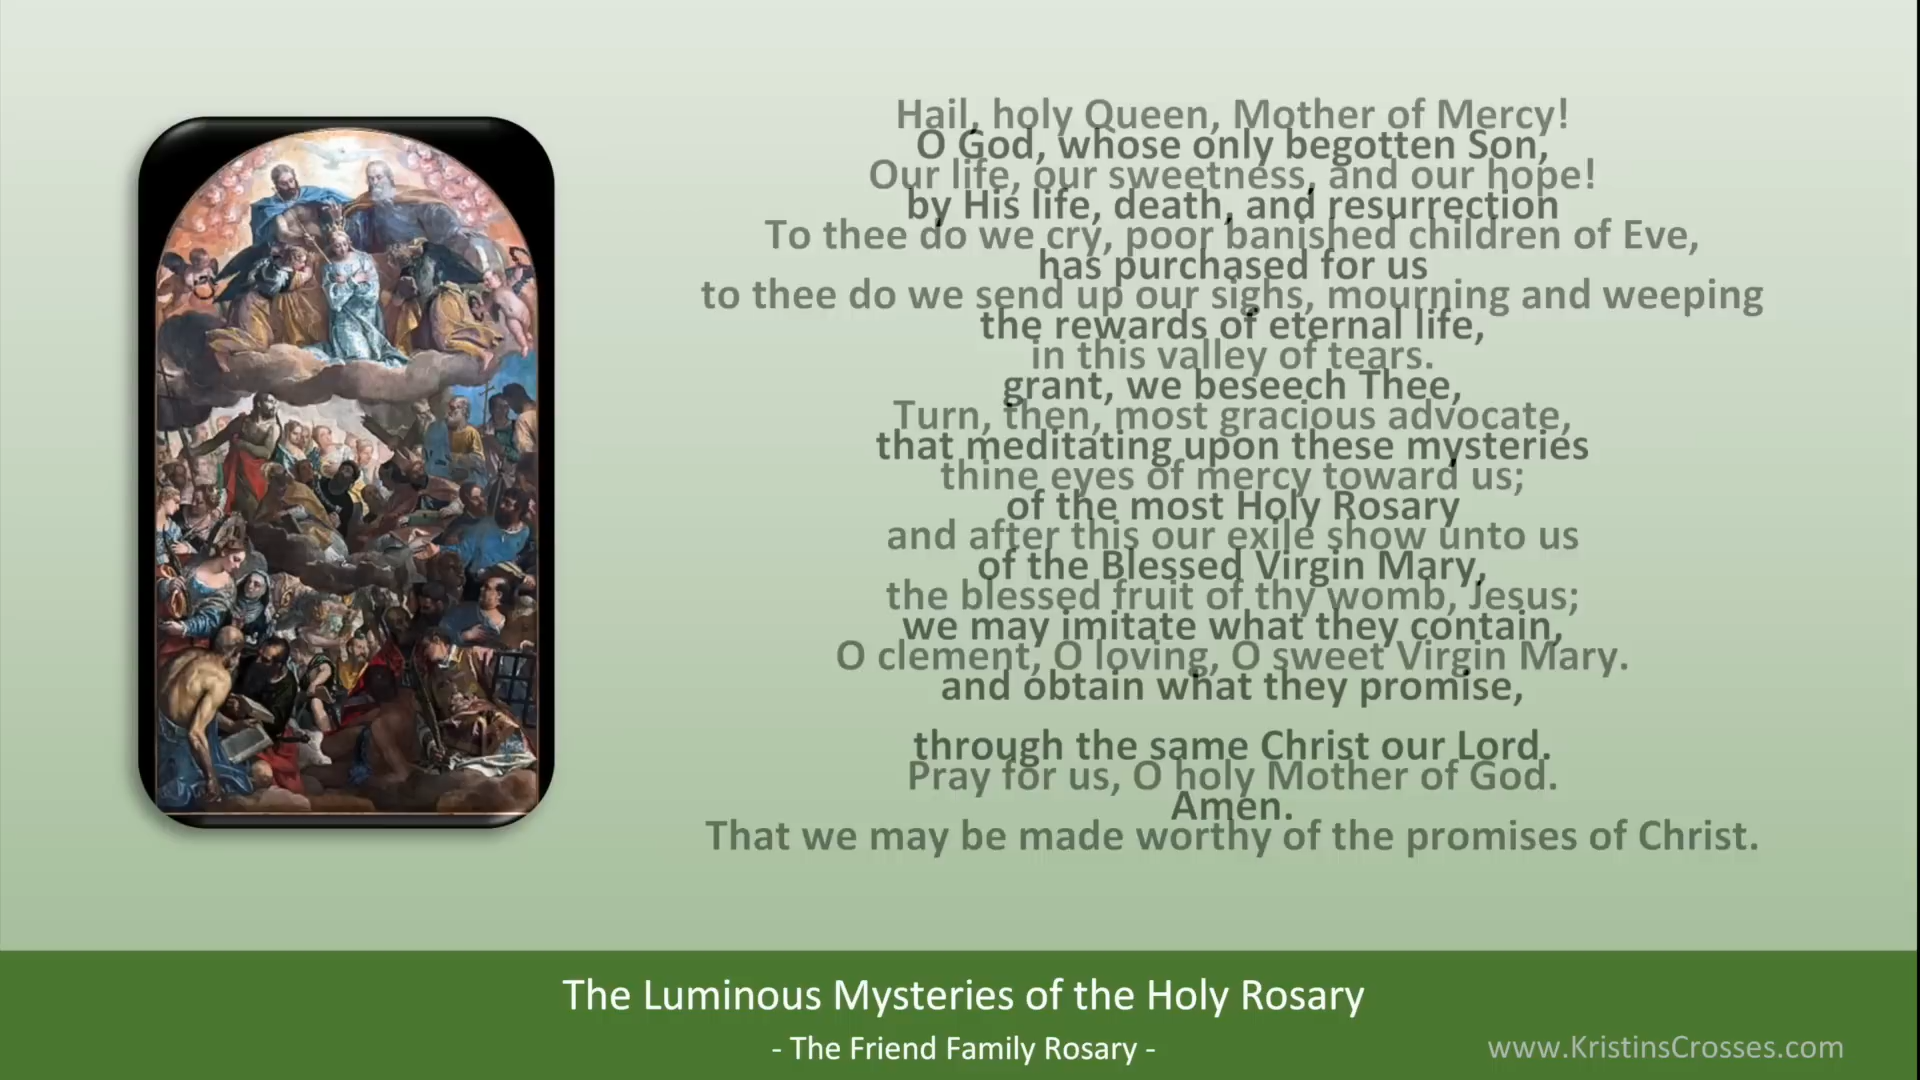 Hail, holy Queen, Mother of Mercy!
O God, whose only begotten Son,
Our life, our sweetness, and our hope!
by His life, death, and resurrection
To thee do we cry, poor banished children of Eve,
has purchased for us
to thee do we send up our sighs, mourning and weeping
the rewards of eternal life,
in this valley of tears.
grant, we beseech Thee,
Turn, then, most gracious advocate,
that meditating upon these mysteries
thine eyes of mercy toward us;
of the most Holy Rosary
and after this our exile show unto us
of the Blessed Virgin Mary,
the blessed fruit of thy womb, Jesus;
we may imitate what they contain,
O clement, O loving, O sweet Virgin Mary.
and obtain what they promise,
through the same Christ our Lord.
Pray for us, O holy Mother of God.
Amen.
That we may be made worthy of the promises of Christ.
The Luminous Mysteries of the Holy Rosary
- The Friend Family Rosary -
www.KristinsCrosses.com